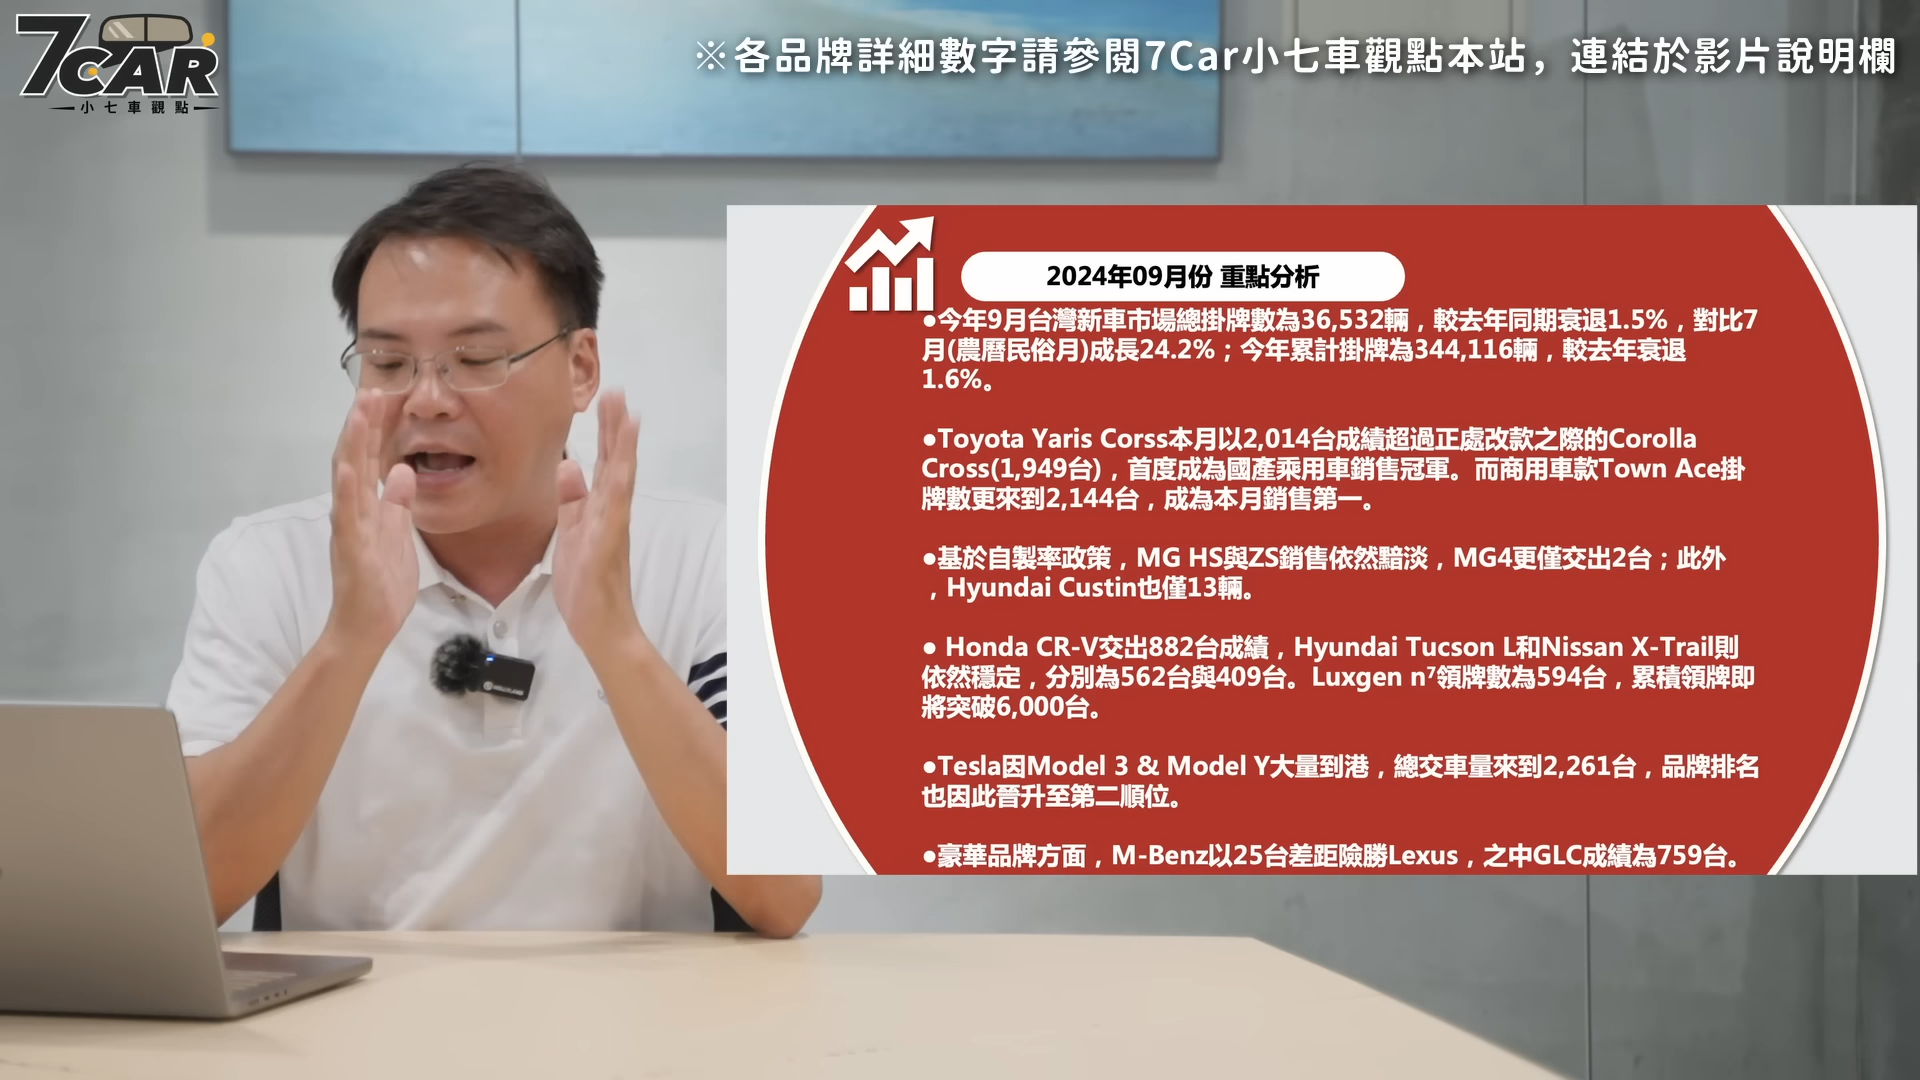 7CAR
小七車觀點
※各品牌詳細數字請參閱7Car小七車觀點本站，連結於影片說明欄
2024年09月份 重點分析
●今年9月台灣新車市場總掛牌數為36,532輛，較去年同期衰退1.5%，對比7
月(農曆民俗月)成長24.2%；今年累計掛牌為344,116輛，較去年衰退
1.6%。
●Toyota Yaris Corss本月以2,014台成績超過正處改款之際的Corolla
Cross(1,949台)，首度成為國產乘用車銷售冠軍。而商用車款Town Ace掛
牌數更來到2,144台，成為本月銷售第一。
●基於自製率政策，MG HS與ZS銷售依然黯淡，MG4更僅交出2台；此外
，Hyundai Custin也僅13輛。
● Honda CR-V交出882台成績，Hyundai Tucson L和Nissan X-Trail則
依然穩定，分別為562台與409台。Luxgen n⁷領牌數為594台，累積領牌即
將突破6,000台。
●Tesla因Model 3 & Model Y大量到港，總交車量來到2,261台，品牌排名
也因此晉升至第二順位。
●豪華品牌方面，M-Benz以25台差距險勝Lexus，之中GLC成績為759台。